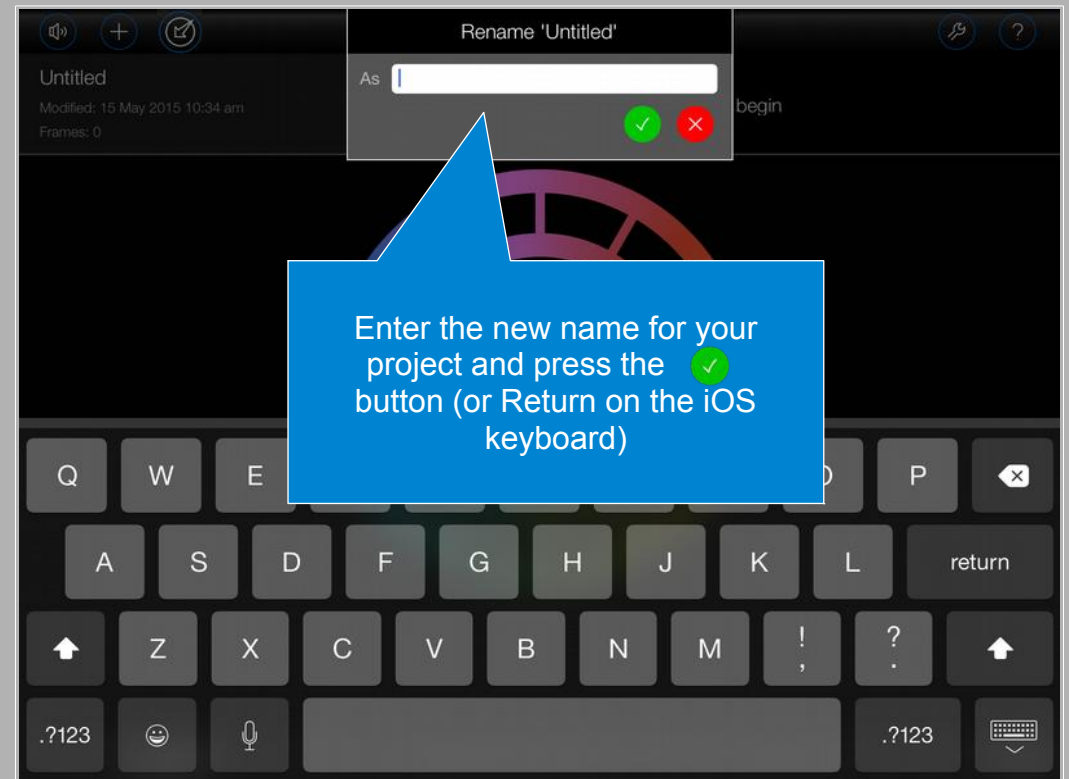 Rename 'Untitled'
?
Untitled
As
Modified: 15 May 2015 10:34 am
begin
Frames: 0
Enter the new name for your
project and press the
button (or Return on the iOS
keyboard)
Q W E P
A S D F G H J K L return
Z X C V B N M ! , ? .
.?123 .?123